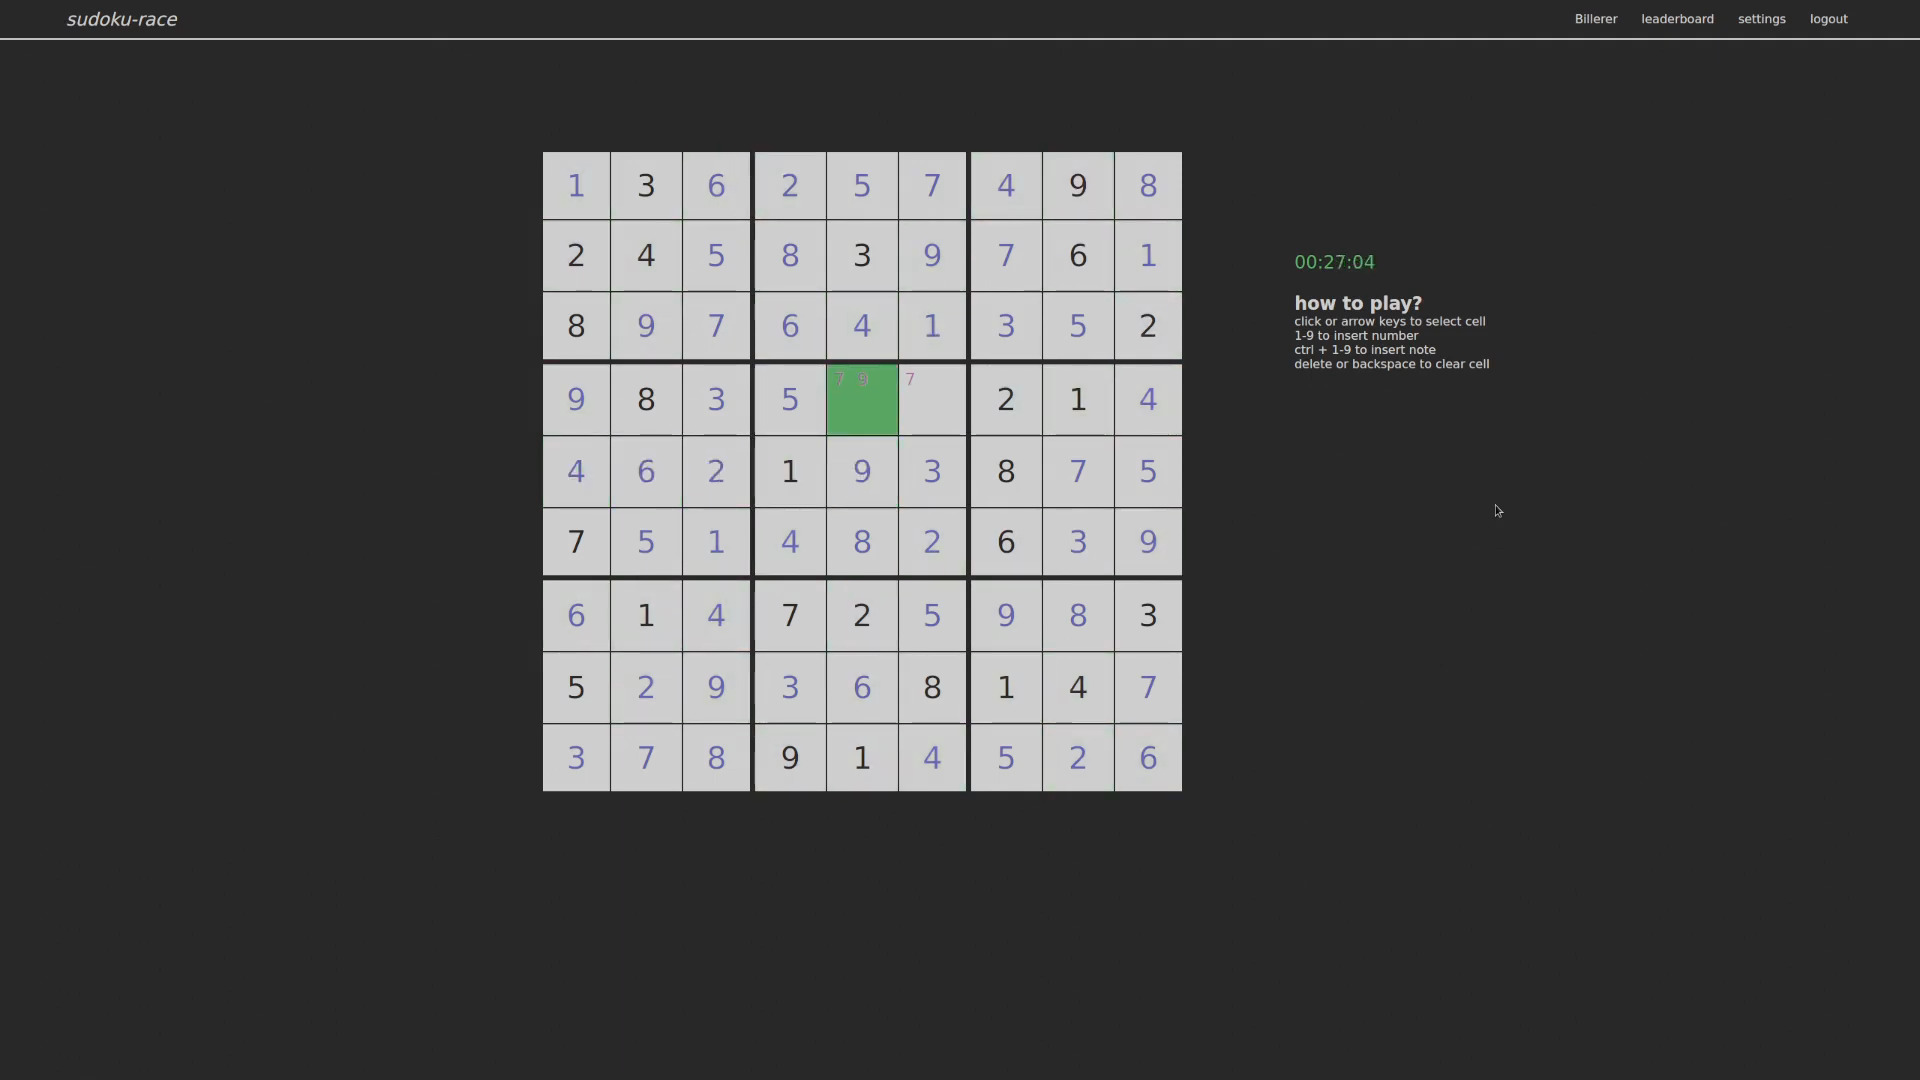 sudoku-race
Billerer leaderboard settings logout
1 3 6 2 5 7 4 9 8
2 4 5 8 3 9 7 6 1
8 9 7 6 4 1 3 5 2
7 9 7
9 8 3 5 2 1 4
4 6 2 1 9 3 8 7 5
7 5 1 4 8 2 6 3 9
6 1 4 7 2 5 9 8 3
5 2 9 3 6 8 1 4 7
3 7 8 9 1 4 5 2 6
00:27:04
how to play?
click or arrow keys to select cell
1-9 to insert number
ctrl + 1-9 to insert note
delete or backspace to clear cell